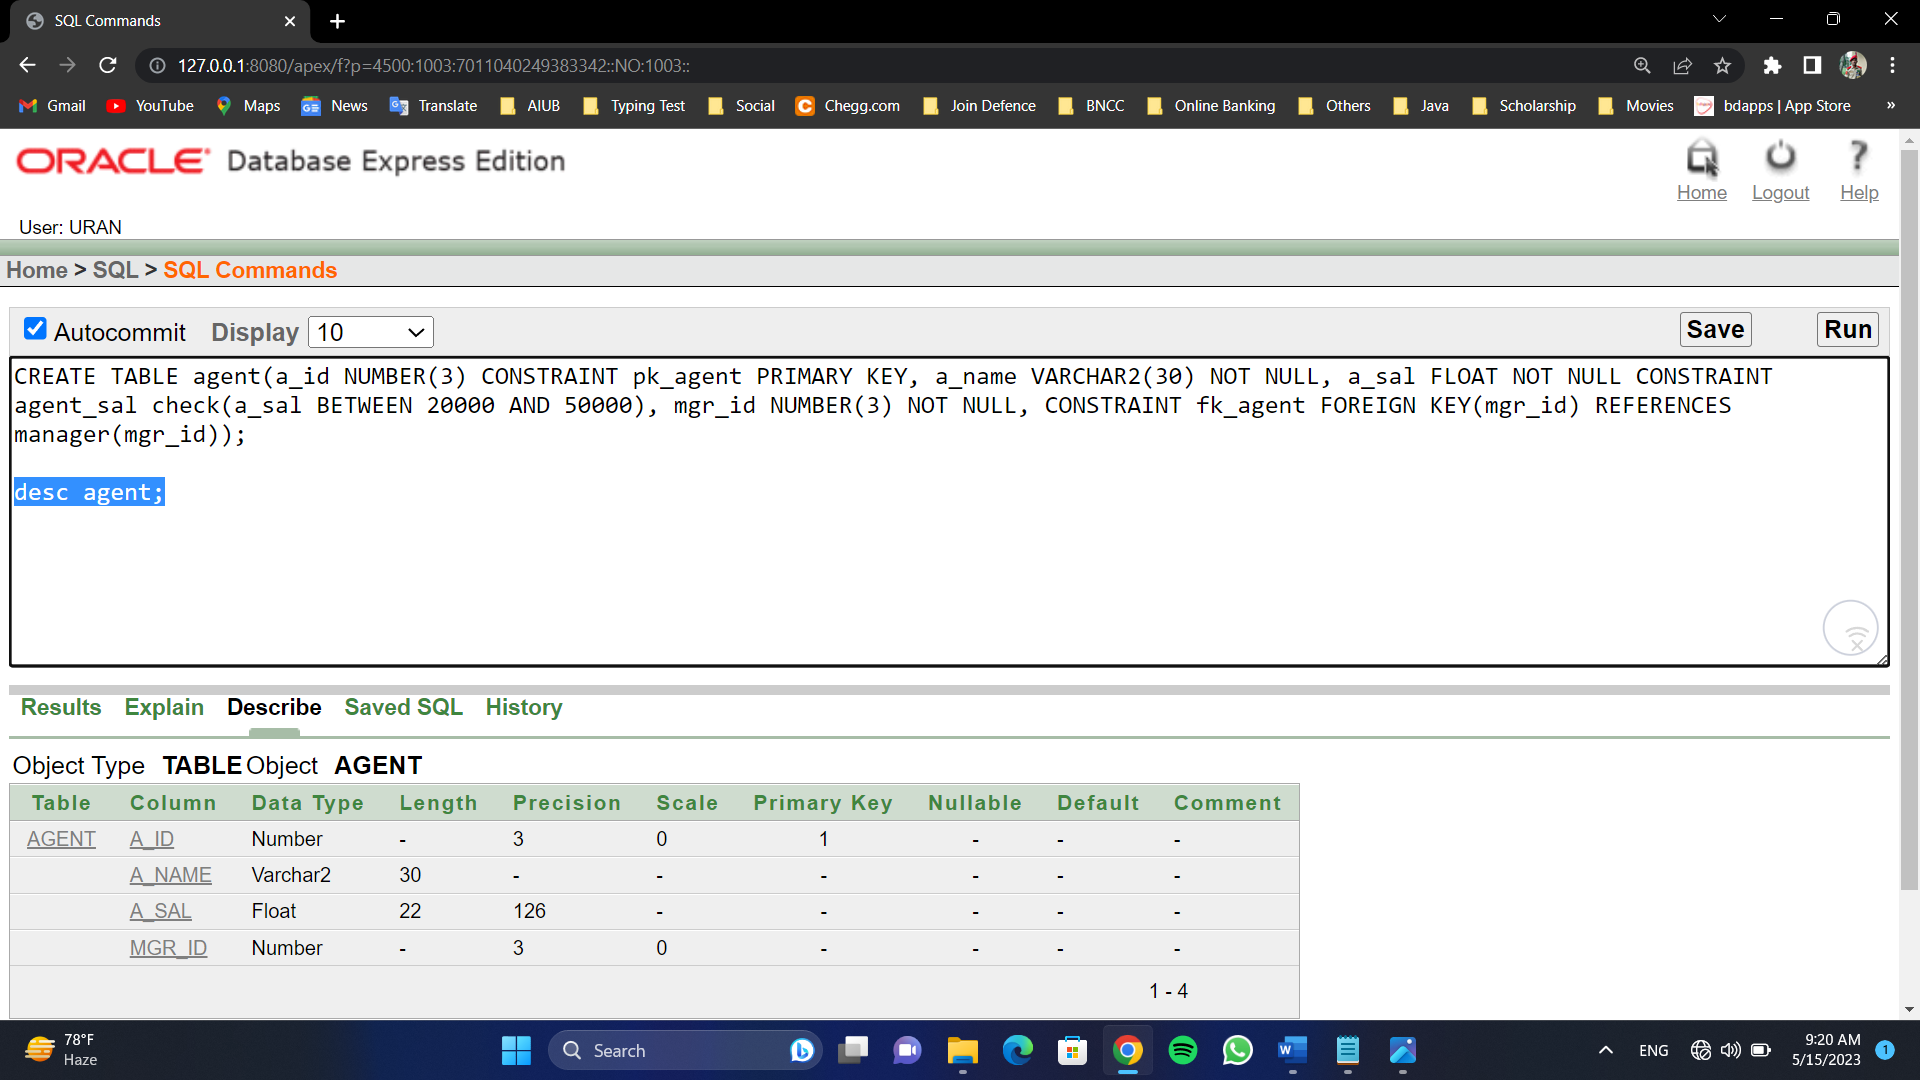 SQL Commands
127.0.0.1:8080/apex/f?p=4500:1003:7011040249383342::NO:1003::
Gmail YouTube Maps News Translate AIUB Typing Test Social Chegg.com Join Defence BNCC Online Banking Others Java Scholarship Movies bdapps | App Store »
ORACLE Database Express Edition
Home Logout Help
User: URAN
Home > SQL > SQL Commands
Autocommit Display 10 Save Run
CREATE TABLE agent(a_id NUMBER(3) CONSTRAINT pk_agent PRIMARY KEY, a_name VARCHAR2(30) NOT NULL, a_sal FLOAT NOT NULL CONSTRAINT
agent_sal check(a_sal BETWEEN 20000 AND 50000), mgr_id NUMBER(3) NOT NULL, CONSTRAINT fk_agent FOREIGN KEY(mgr_id) REFERENCES
manager(mgr_id));
desc agent;
Results Explain Describe Saved SQL History
Object Type TABLE Object AGENT
Table Column Data Type Length Precision Scale Primary Key Nullable Default Comment
AGENT A_ID Number - 3 0 1 - - -
A_NAME Varchar2 30 - - - - - -
A_SAL Float 22 126 - - - - -
MGR_ID Number - 3 0 - - - -
1 - 4
78°F
Haze
Search
ENG
9:20 AM
5/15/2023
1